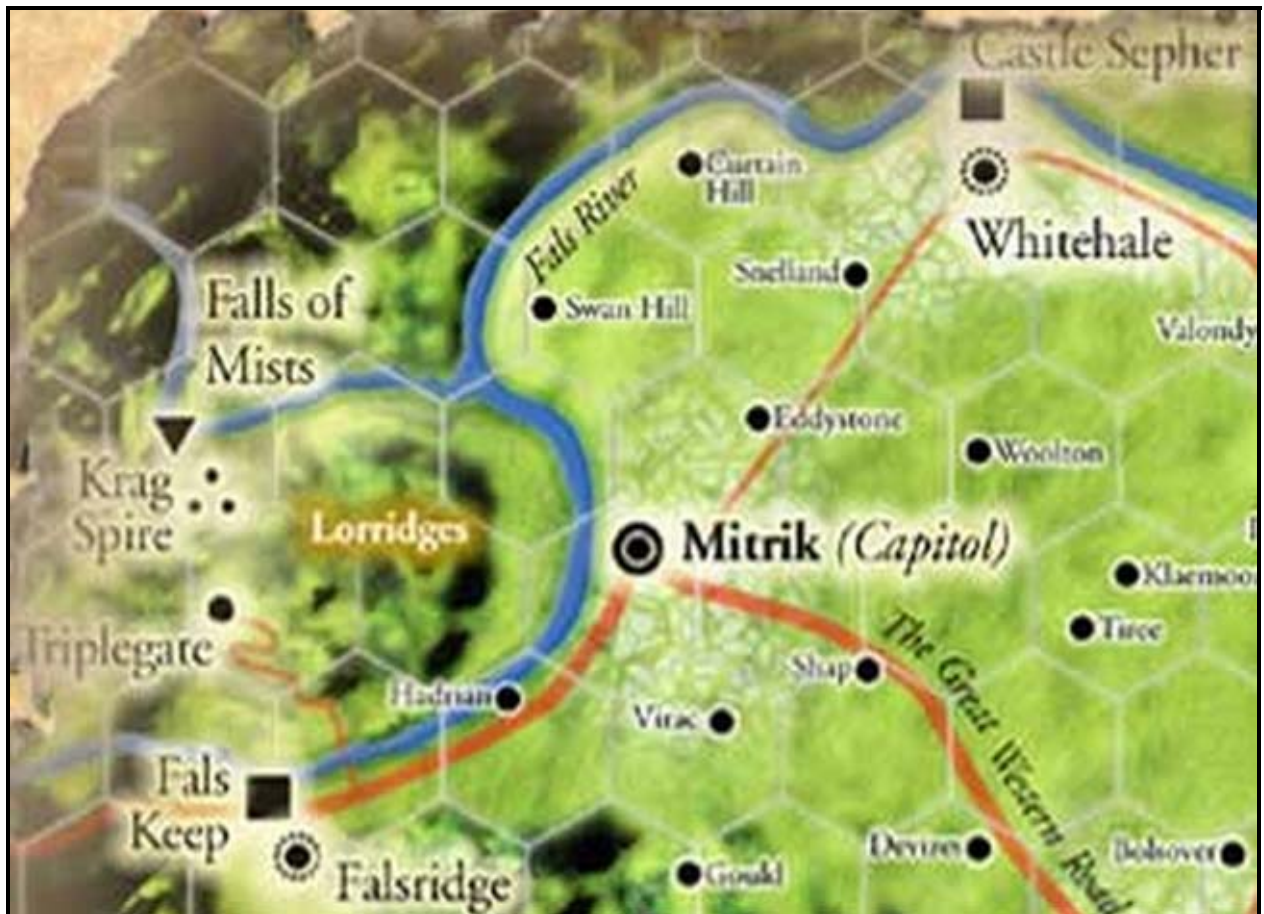 Castle Sepher
Curtain
Hill
Fals River
Whitehale
Snelland
Falls of
Mists
Swan Hill
Valondy
Eddystone
Woolton
Krag
Spire
Lorridges
Mitrik (Capitol)
Klaemoo
Triplegate
Tiree
The Great Western Road
Shap
Hadrian
Virac
Fals
Keep
Devizes
Bolsover
Falsridge
Gould